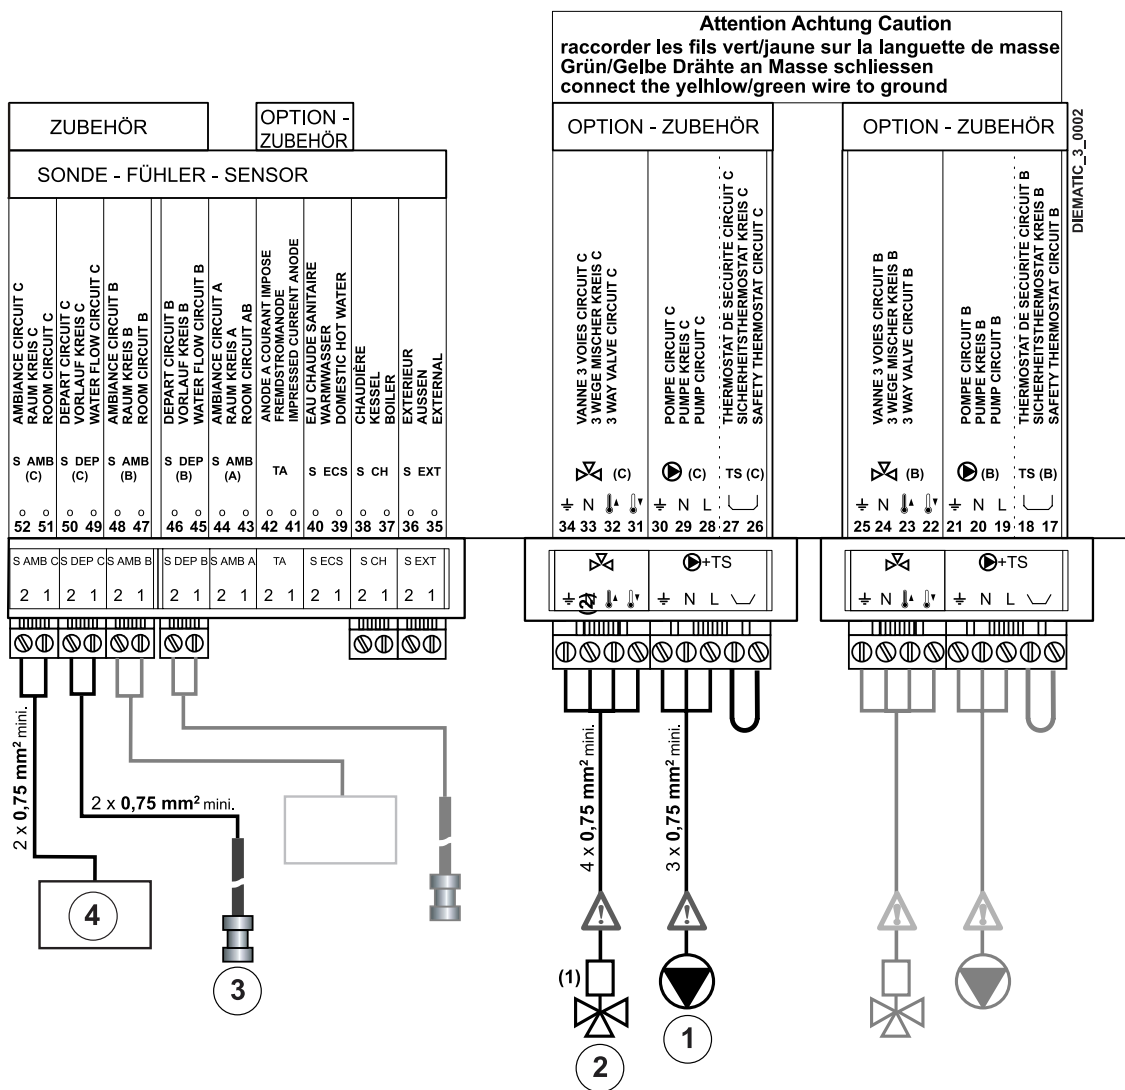 Attention Achtung Caution
raccorder les fils vert/jaune sur la languette de masse
Grün/Gelbe Drähte an Masse schliessen
connect the yelhlow/green wire to ground
ZUBEHÖR
OPTION -
ZUBEHÖR
SONDE - FÜHLER - SENSOR
AMBIANCE CIRCUIT C
RAUM KREIS C
ROOM CIRCUIT C
DEPART CIRCUIT C
VORLAUF KREIS C
WATER FLOW CIRCUIT C
AMBIANCE CIRCUIT B
RAUM KREIS B
ROOM CIRCUIT B
DEPART CIRCUIT B
VORLAUF KREIS B
WATER FLOW CIRCUIT B
AMBIANCE CIRCUIT A
RAUM KREIS A
ROOM CIRCUIT AB
ANODE A COURANT IMPOSE
FREMDSTROMANODE
IMPRESSED CURRENT ANODE
EAU CHAUDE SANITAIRE
WARMWASSER
DOMESTIC HOT WATER
CHAUDIÈRE
KESSEL
BOILER
EXTERIEUR
AUSSEN
EXTERNAL
S AMB (C)
S DEP (C)
S AMB (B)
S DEP (B)
S AMB (A)
TA
S ECS
S CH
S EXT
52 51 50 49 48 47 46 45 44 43 42 41 40 39 38 37 36 35
S AMB C S DEP C S AMB B S DEP B S AMB A TA S ECS S CH S EXT
2 1 2 1 2 1 2 1 2 1 2 1 2 1 2 1 2 1
2 x 0,75 mm² mini.
2 x 0,75 mm² mini.
4
3
OPTION - ZUBEHÖR
VANNE 3 VOIES CIRCUIT C
3 WEGE MISCHER KREIS C
3 WAY VALVE CIRCUIT C
POMPE CIRCUIT C
PUMPE KREIS C
PUMP CIRCUIT C
THERMOSTAT DE SECURITE CIRCUIT C
SICHERHEITSTHERMOSTAT KREIS C
SAFETY THERMOSTAT CIRCUIT C
(C) (C) TS (C)
N N L
34 33 32 31 30 29 28 27 26
+TS
N N L
(2)
4 x 0,75 mm² mini.
3 x 0,75 mm² mini.
!
!
(1)
2
1
OPTION - ZUBEHÖR
VANNE 3 VOIES CIRCUIT B
3 WEGE MISCHER KREIS B
3 WAY VALVE CIRCUIT B
POMPE CIRCUIT B
PUMPE KREIS B
PUMP CIRCUIT B
THERMOSTAT DE SECURITE CIRCUIT B
SICHERHEITSTHERMOSTAT KREIS B
SAFETY THERMOSTAT CIRCUIT B
(B) (B) TS (B)
N N L
25 24 23 22 21 20 19 18 17
+TS
N N L
!
!
DIEMATIC_3_0002